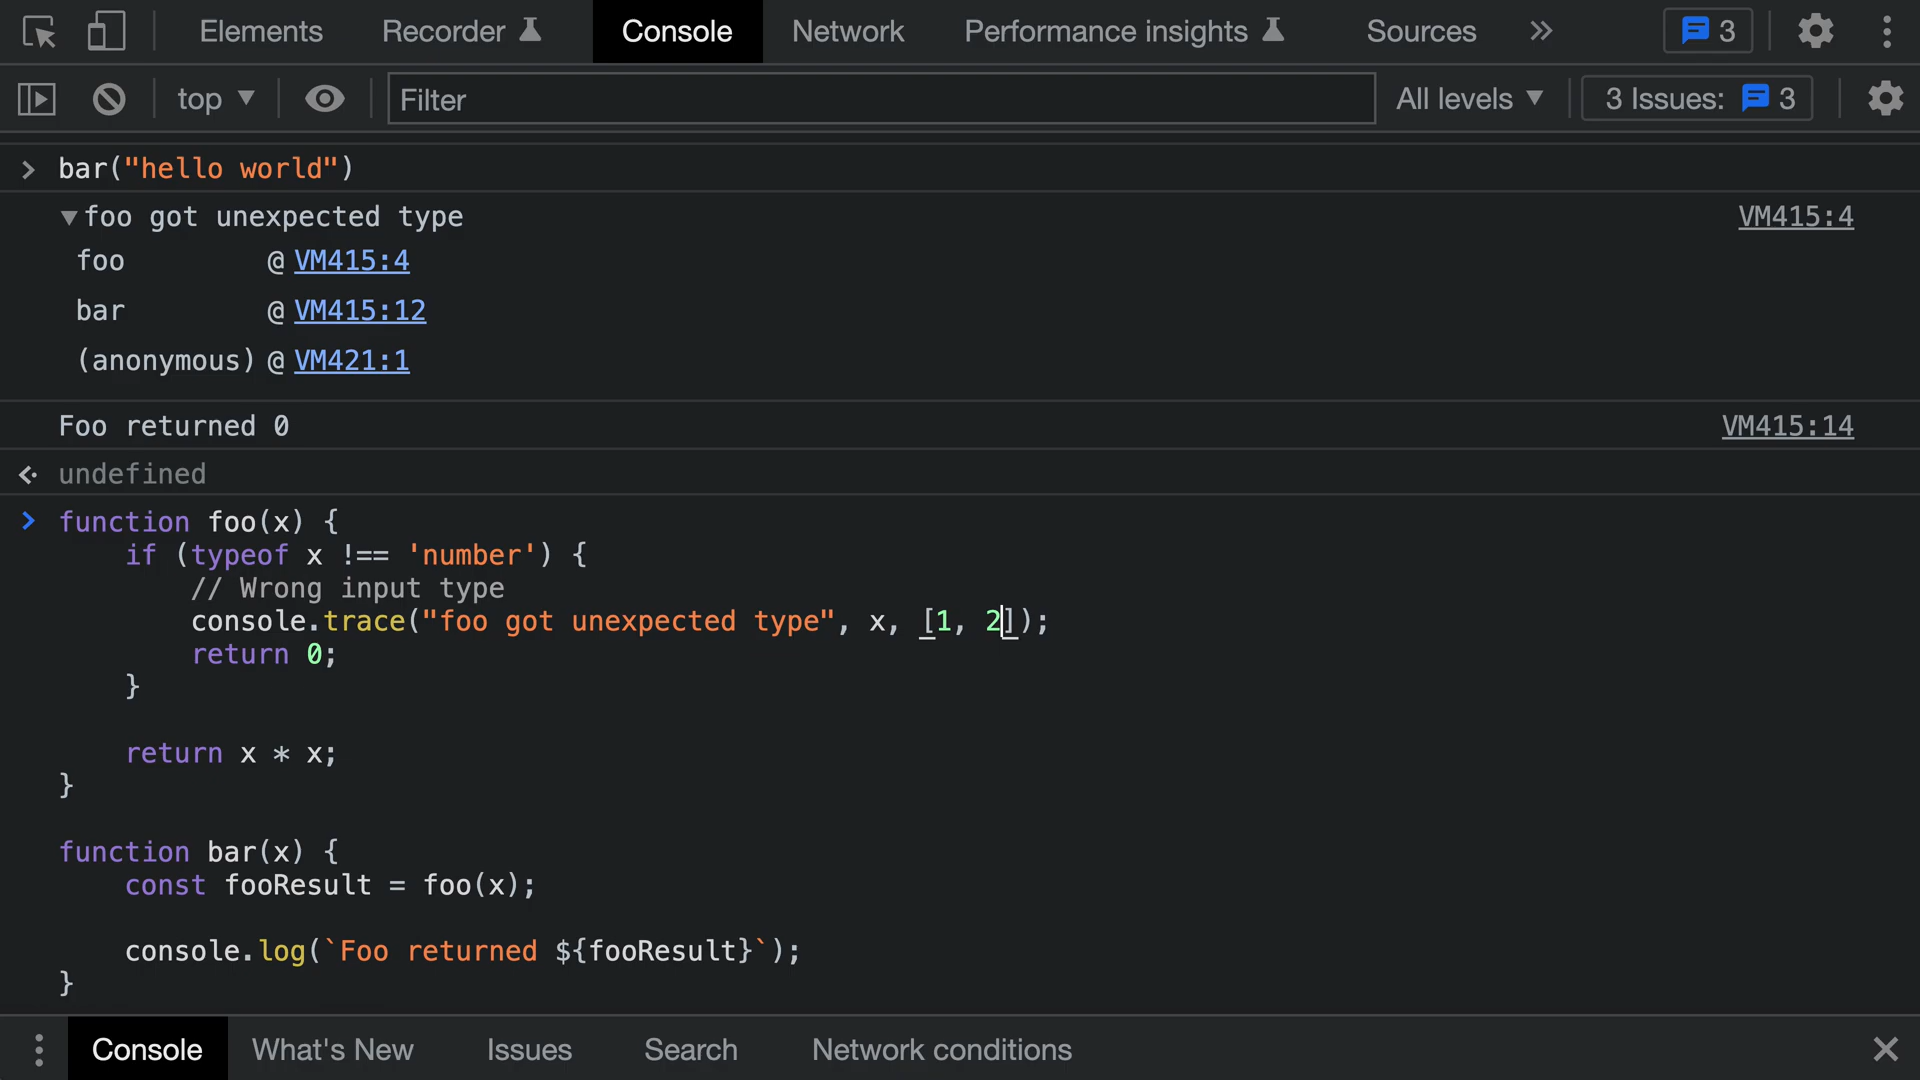 Elements Recorder Console Network Performance insights Sources 3
top Filter All levels 3 Issues: 3
bar("hello world")
foo got unexpected type VM415:4
foo @ VM415:4
bar @ VM415:12
(anonymous) @ VM421:1
Foo returned 0 VM415:14
undefined
function foo(x) {
    if (typeof x !== 'number') {
        // Wrong input type
        console.trace("foo got unexpected type", x, [1, 2]);
        return 0;
    }
    return x * x;
}
function bar(x) {
    const fooResult = foo(x);
    console.log(`Foo returned ${fooResult}`);
}
Console What's New Issues Search Network conditions